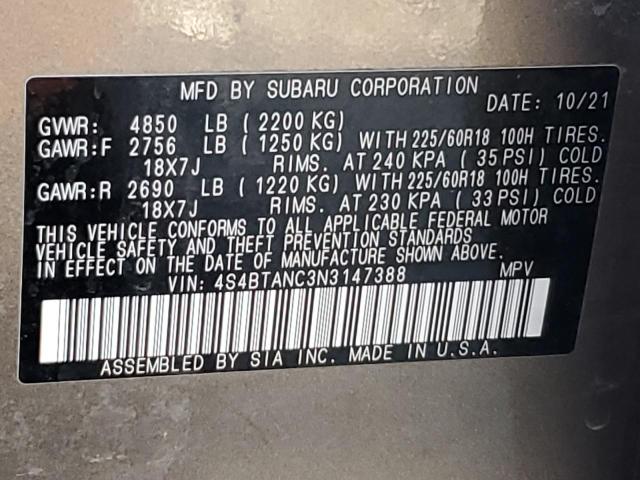 MFD BY SUBARU CORPORATION
DATE: 10/21
GVWR: 4850 LB ( 2200 KG)
GAWR:F 2756 LB ( 1250 KG) WITH 225/60R18 100H TIRES.
18X7J RIMS. AT 240 KPA ( 35 PSI) COLD
GAWR:R 2690 LB ( 1220 KG) WITH 225/60R18 100H TIRES.
18X7J RIMS. AT 230 KPA ( 33 PSI) COLD
THIS VEHICLE CONFORMS TO ALL APPLICABLE FEDERAL MOTOR
VEHICLE SAFETY AND THEFT PREVENTION STANDARDS
IN EFFECT ON THE DATE OF MANUFACTURE SHOWN ABOVE.
VIN: 4S4BTANC3N3147388 MPV
ASSEMBLED BY SIA INC. MADE IN U.S.A.